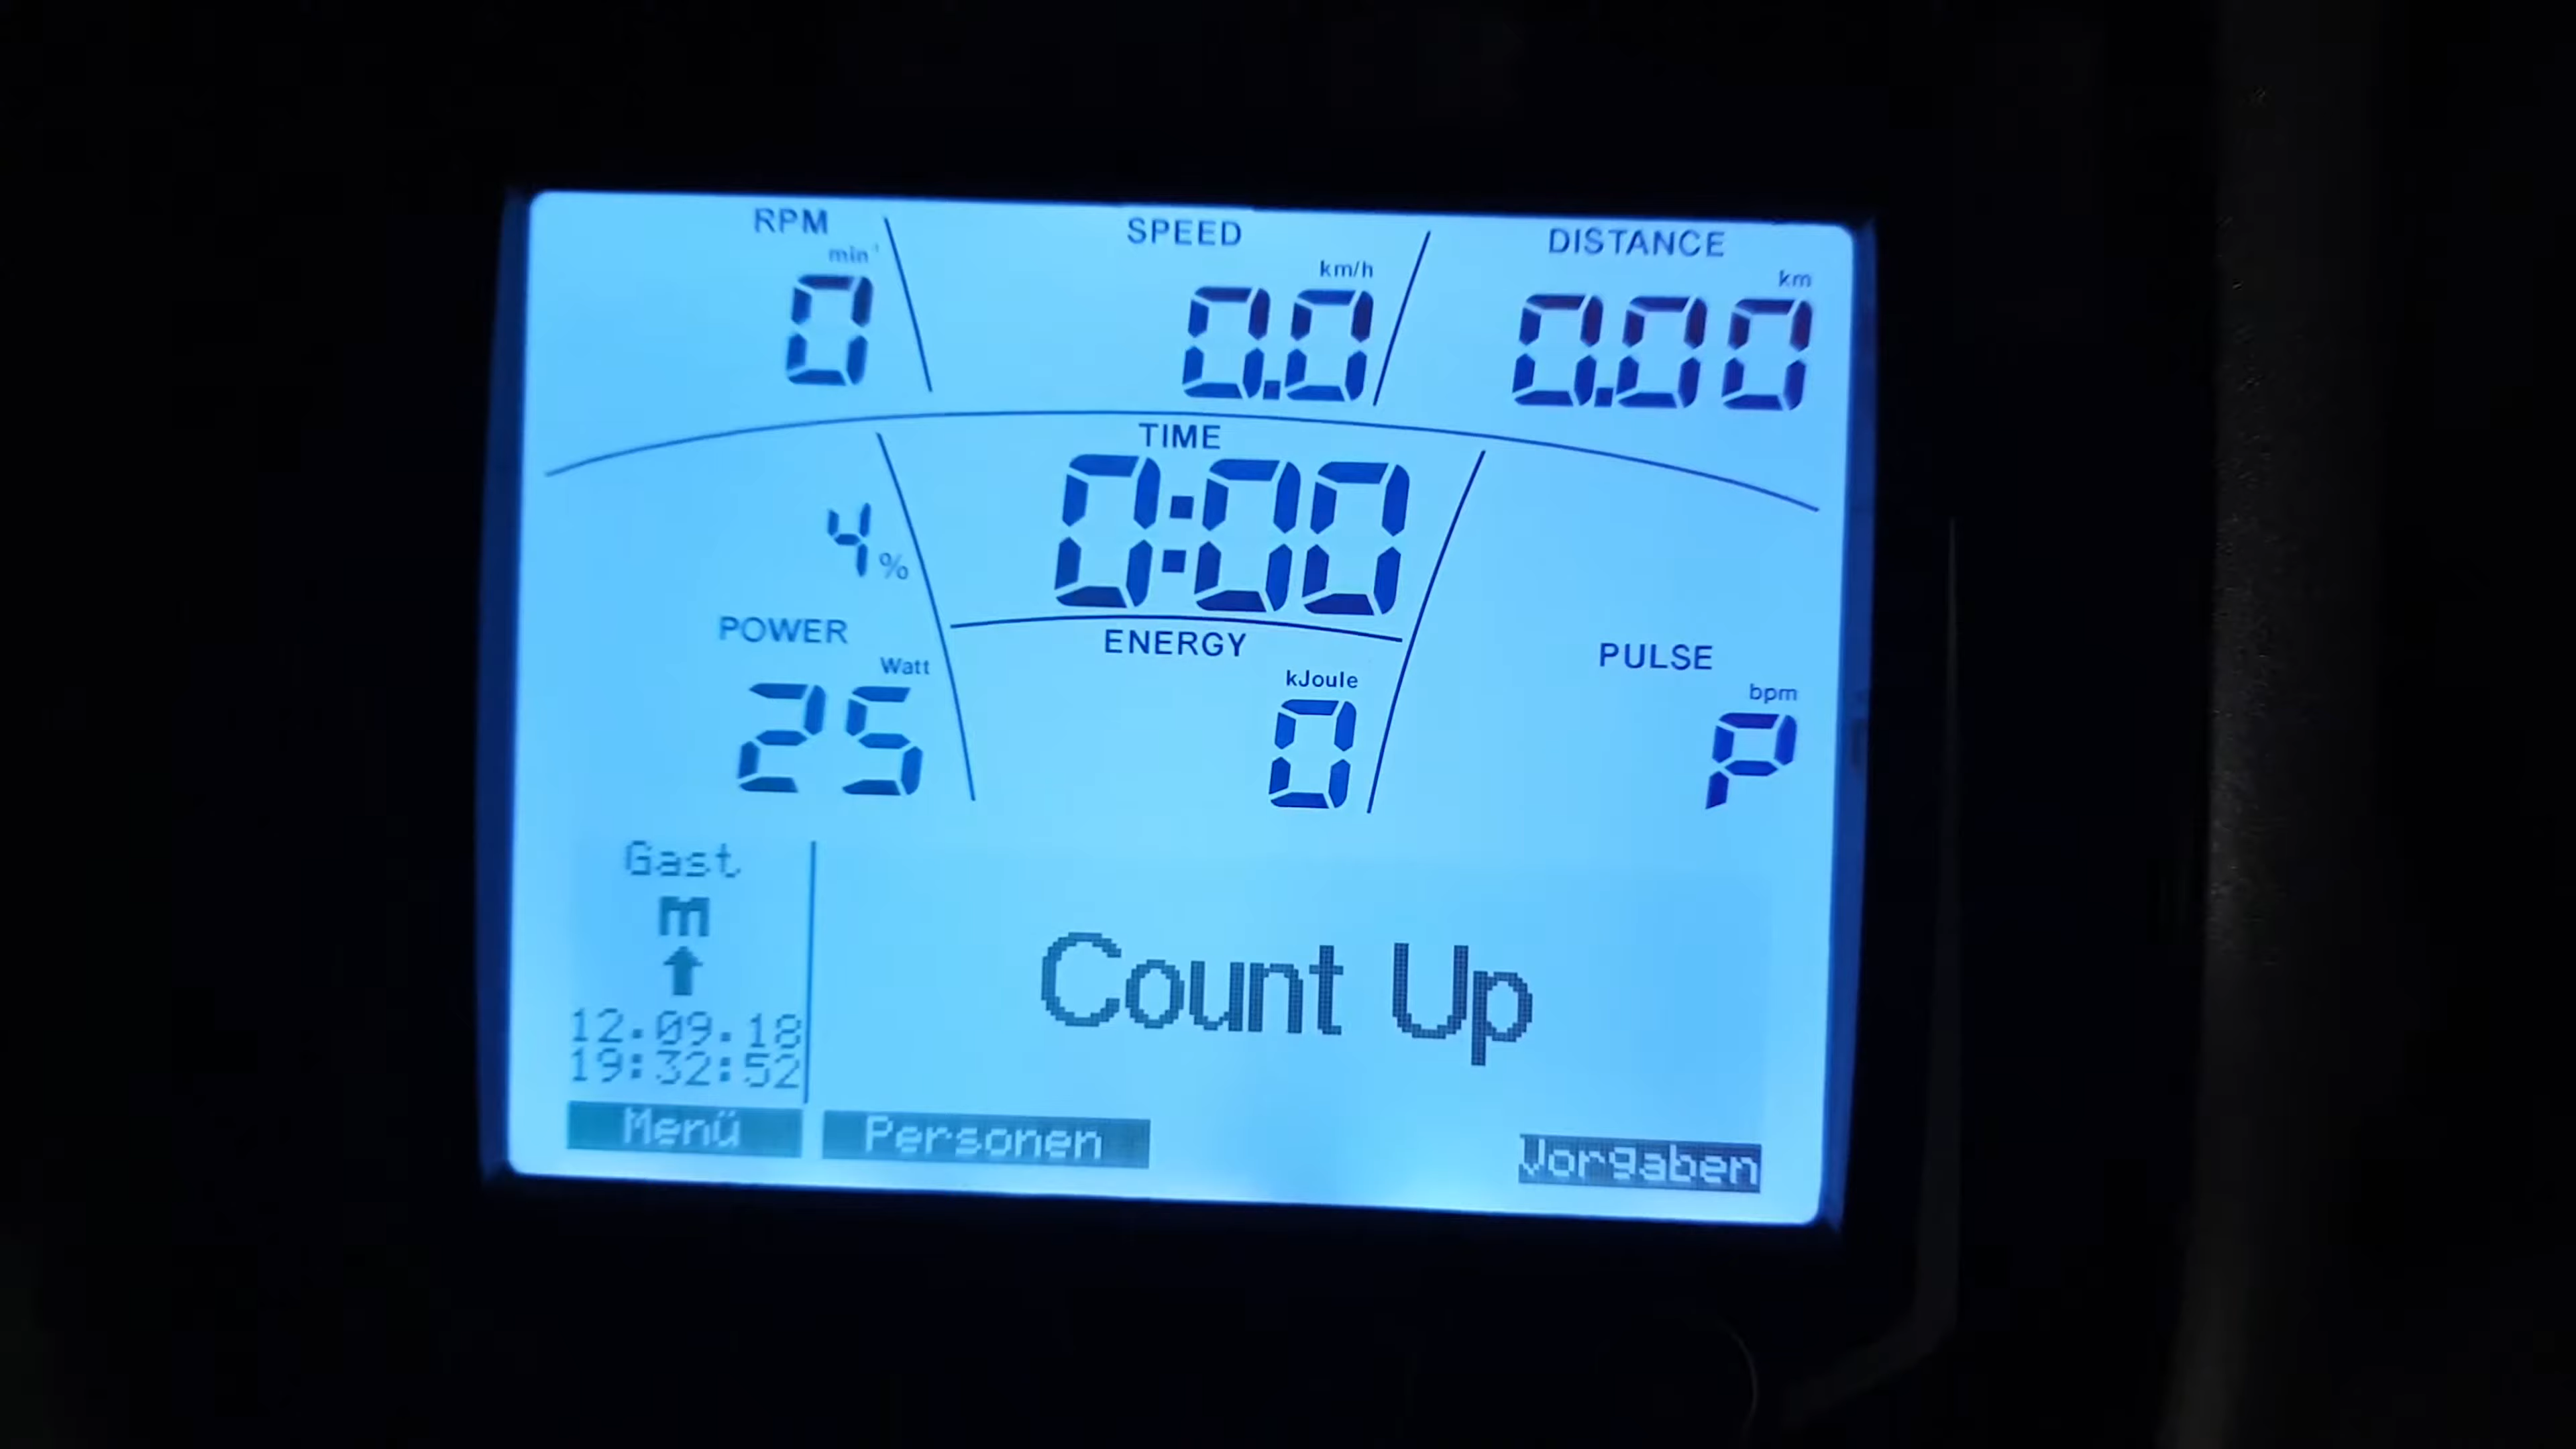 RPM SPEED DISTANCE
min⁻¹ km/h km
0 0.0 0.00
TIME
0:00
4%
POWER ENERGY PULSE
Watt kJoule bpm
25 0 P
Gast
m
12.09.18
19:32:52
Count Up
Menü Personen Vorgaben